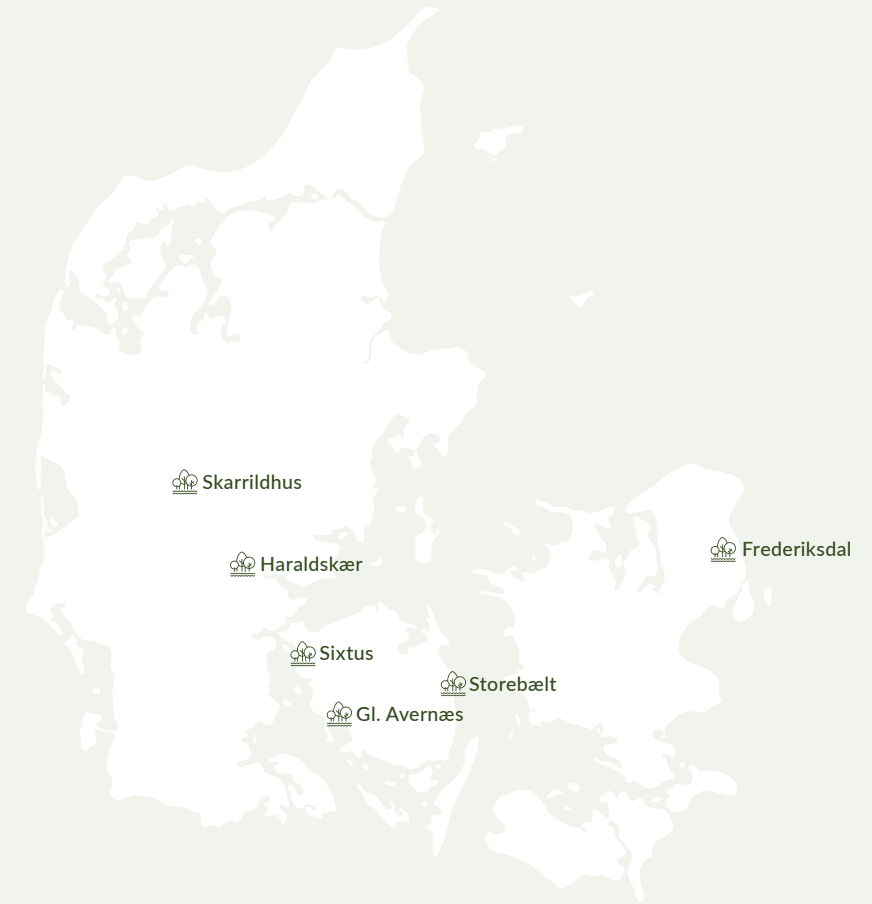 Skarrildhus
Frederiksdal
Haraldskær
Sixtus
Storebælt
Gl. Avernæs